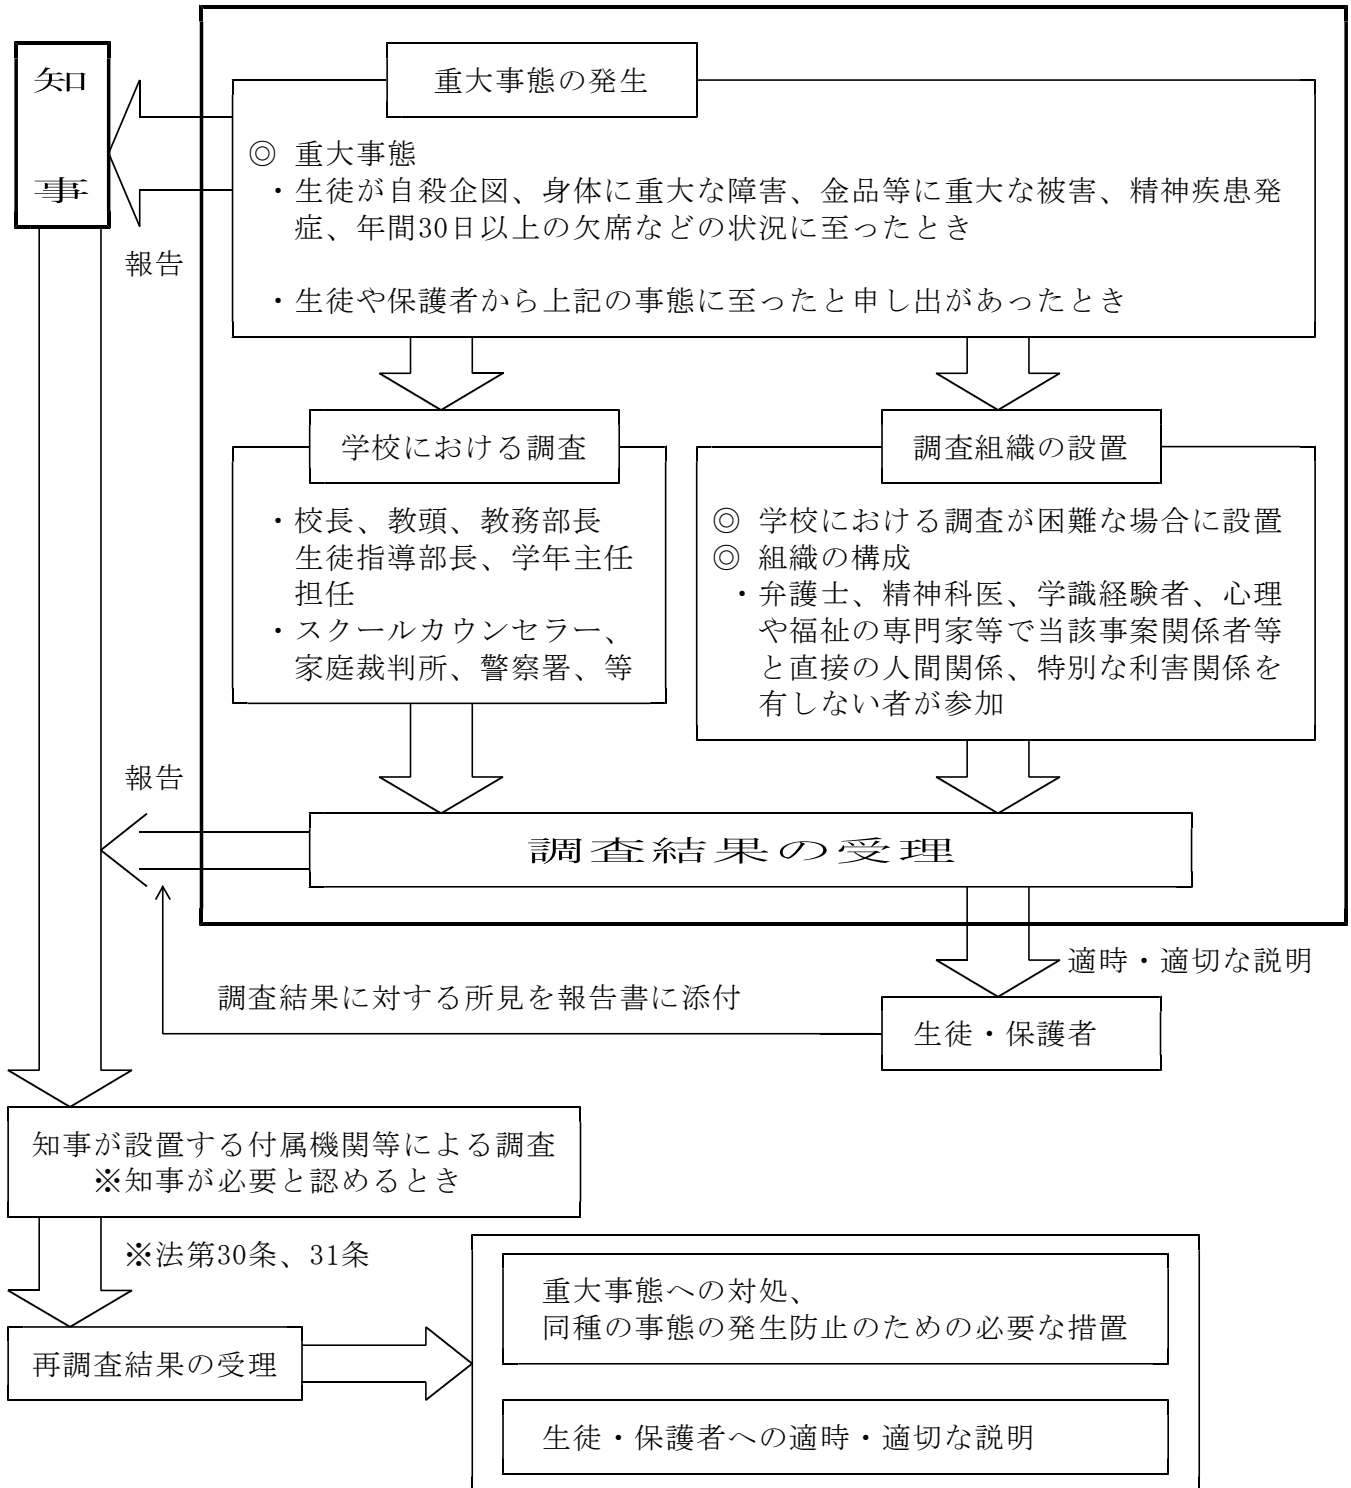 知
事
重大事態の発生
◎ 重大事態
・生徒が自殺企図、身体に重大な障害、金品等に重大な被害、精神疾患発
症、年間30日以上の欠席などの状況に至ったとき
・生徒や保護者から上記の事態に至ったと申し出があったとき
報告
学校における調査
・校長、教頭、教務部長
生徒指導部長、学年主任
担任
・スクールカウンセラー、
家庭裁判所、警察署、等
調査組織の設置
◎ 学校における調査が困難な場合に設置
◎ 組織の構成
・弁護士、精神科医、学識経験者、心理
や福祉の専門家等で当該事案関係者等
と直接の人間関係、特別な利害関係を
有しない者が参加
報告
調査結果の受理
適時・適切な説明
調査結果に対する所見を報告書に添付
生徒・保護者
知事が設置する付属機関等による調査
※知事が必要と認めるとき
※法第30条、31条
再調査結果の受理
重大事態への対処、
同種の事態の発生防止のための必要な措置
生徒・保護者への適時・適切な説明